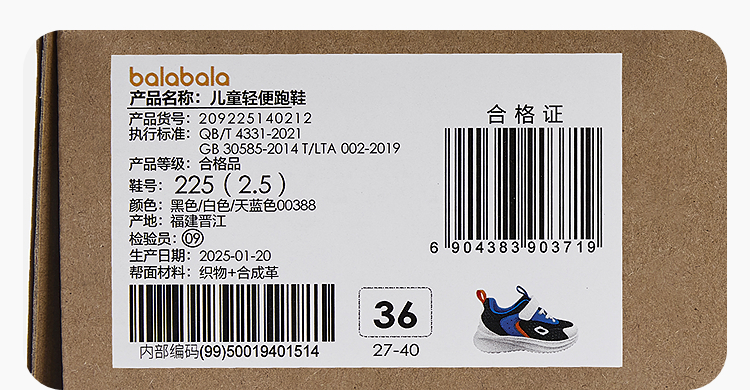 balabala
产品名称：儿童轻便跑鞋
产品货号：209225140212
执行标准：QB/T 4331-2021
GB 30585-2014 T/LTA 002-2019
产品等级：合格品
鞋号：225（2.5）
颜色：黑色/白色/天蓝色00388
产地：福建晋江
检验员：09
生产日期：2025-01-20
帮面材料：织物+合成革
内部编码(99)50019401514
合格证
6 904383 903719
36
27-40